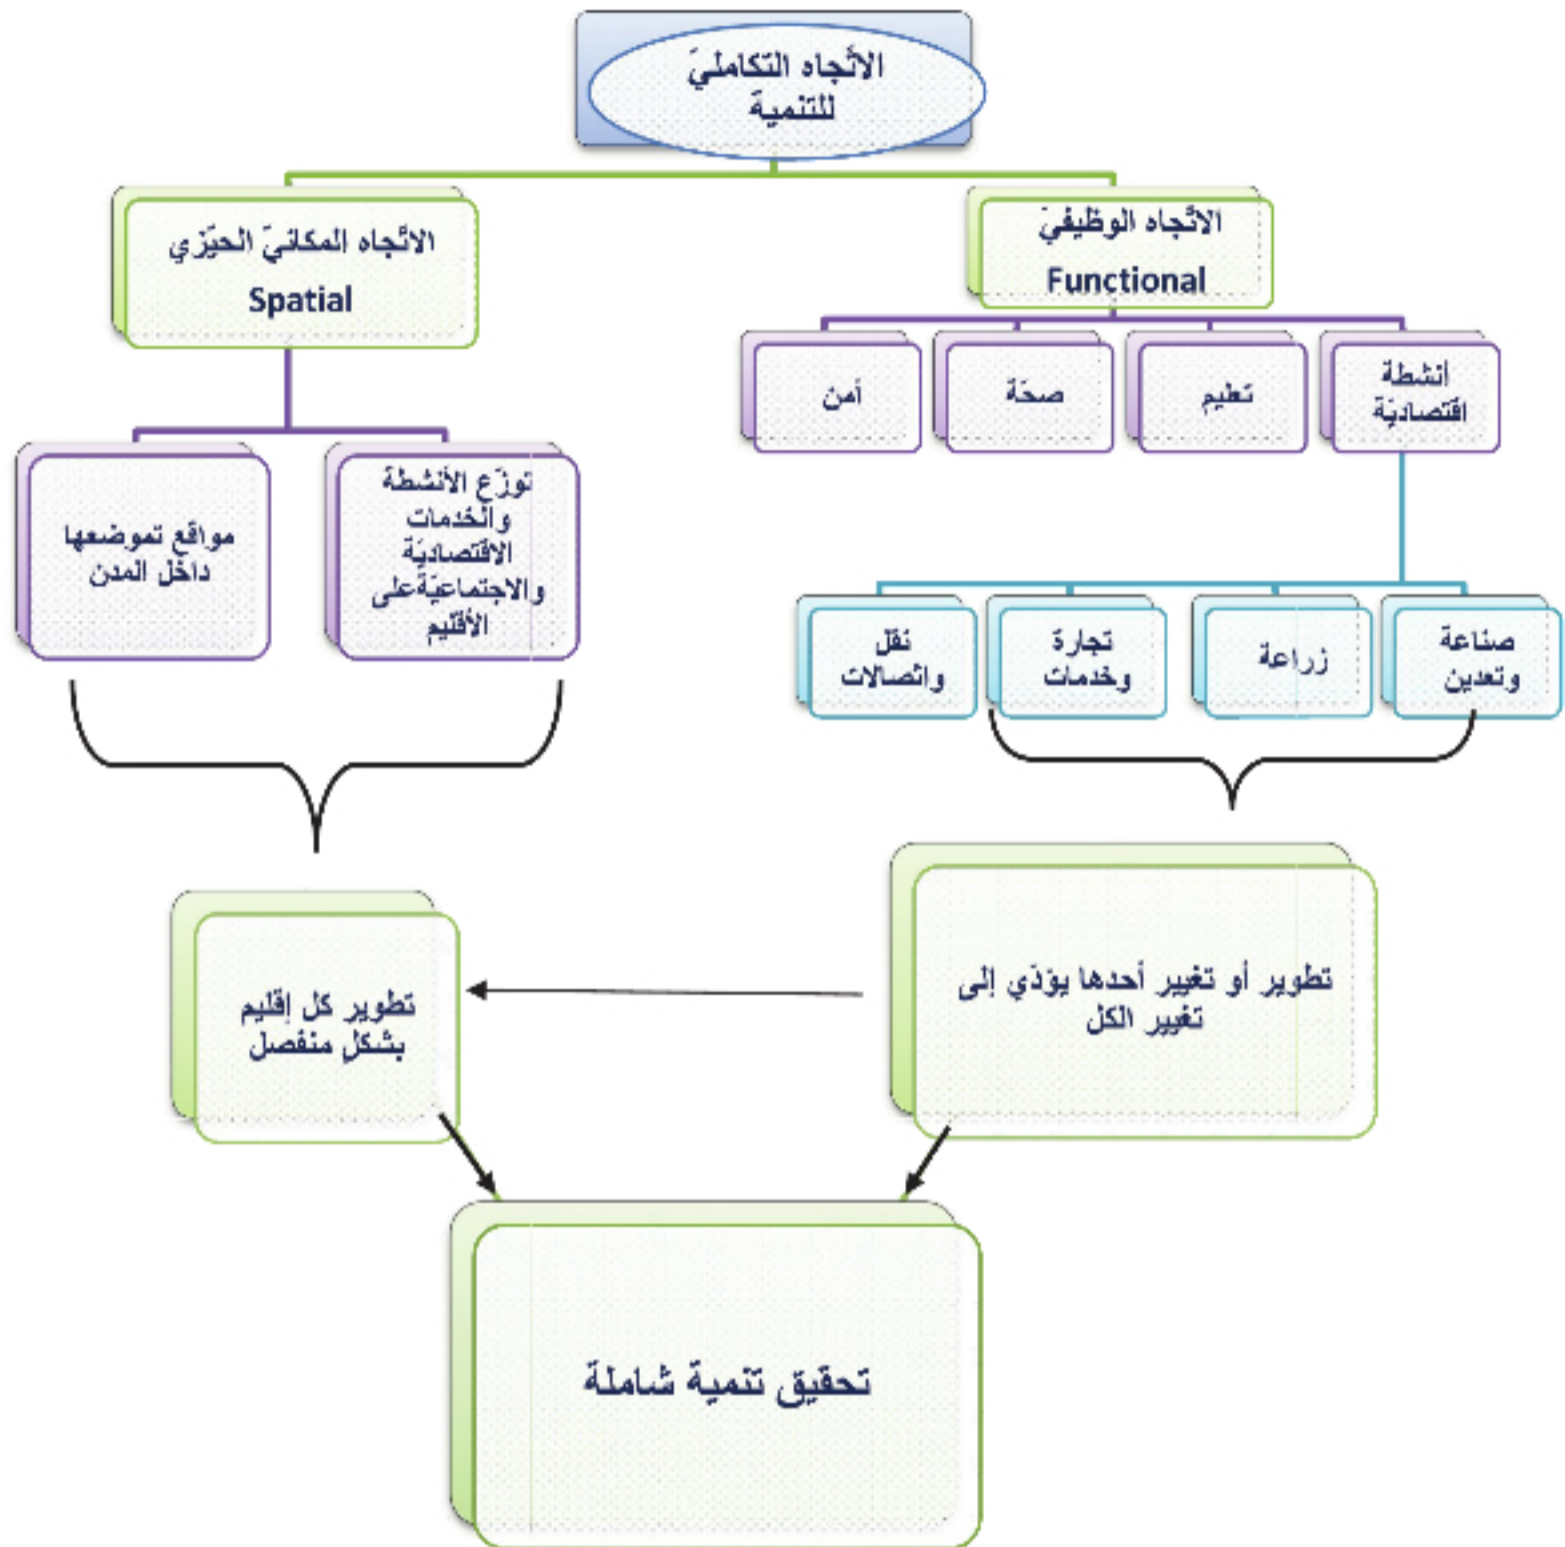 الاتّجاه التكامليّ
للتنمية
الاتّجاه الوظيفيّ
Functional
الاتّجاه المكانيّ الحيّزي
Spatial
أنشطة
اقتصاديّة
تعليم
صحّة
أمن
توزّع الأنشطة
والخدمات
الاقتصاديّة
والاجتماعيّة على
الأقليم
مواقع تموضعها
داخل المدن
صناعة
وتعدين
زراعة
تجارة
وخدمات
نقل
واتّصالات
تطوير أو تغيير أحدها يؤدّي إلى
تغيير الكل
تطوير كل إقليم
بشكلٍ منفصل
تحقيق تنمية شاملة